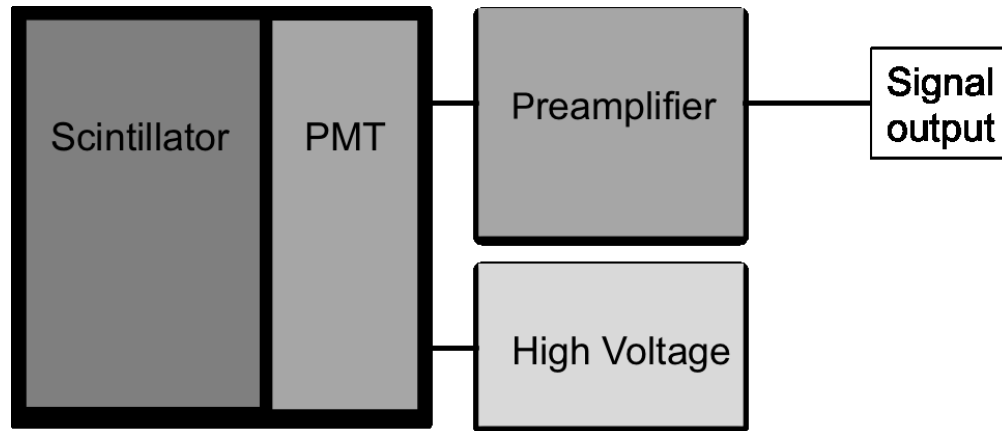 Scintillator
PMT
Preamplifier
Signal
output
High Voltage